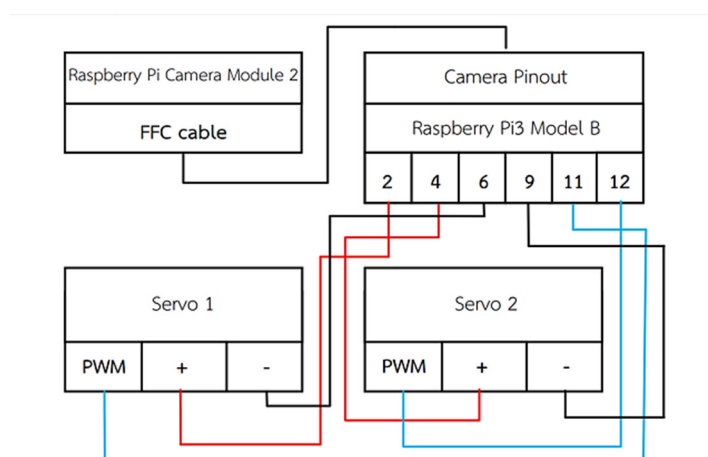 Raspberry Pi Camera Module 2
FFC cable
Camera Pinout
Raspberry Pi3 Model B
2 4 6 9 11 12
Servo 1
PWM + -
Servo 2
PWM + -